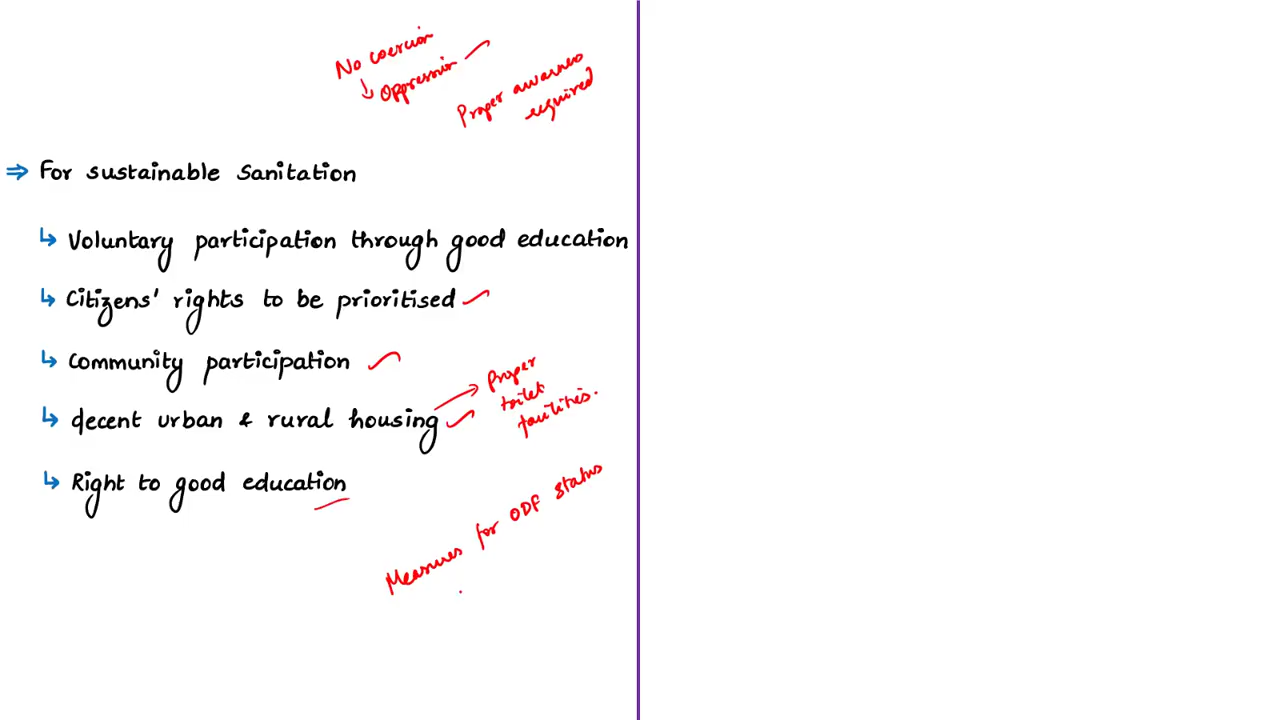 No coercion
↓ Oppression
Proper awareness
required
⇒ For sustainable sanitation
↳ Voluntary participation through good education
↳ Citizens' rights to be prioritised
↳ Community participation
↳ decent urban & rural housing → Proper
toilet
facilities.
↳ Right to good education
Measures for ODF status